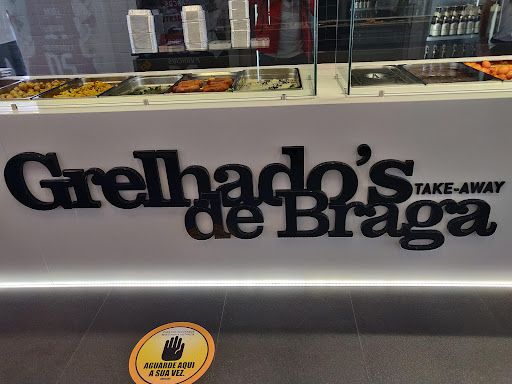 Grelhado's
TAKE-AWAY
de Braga
AGUARDE AQUI
A SUA VEZ.